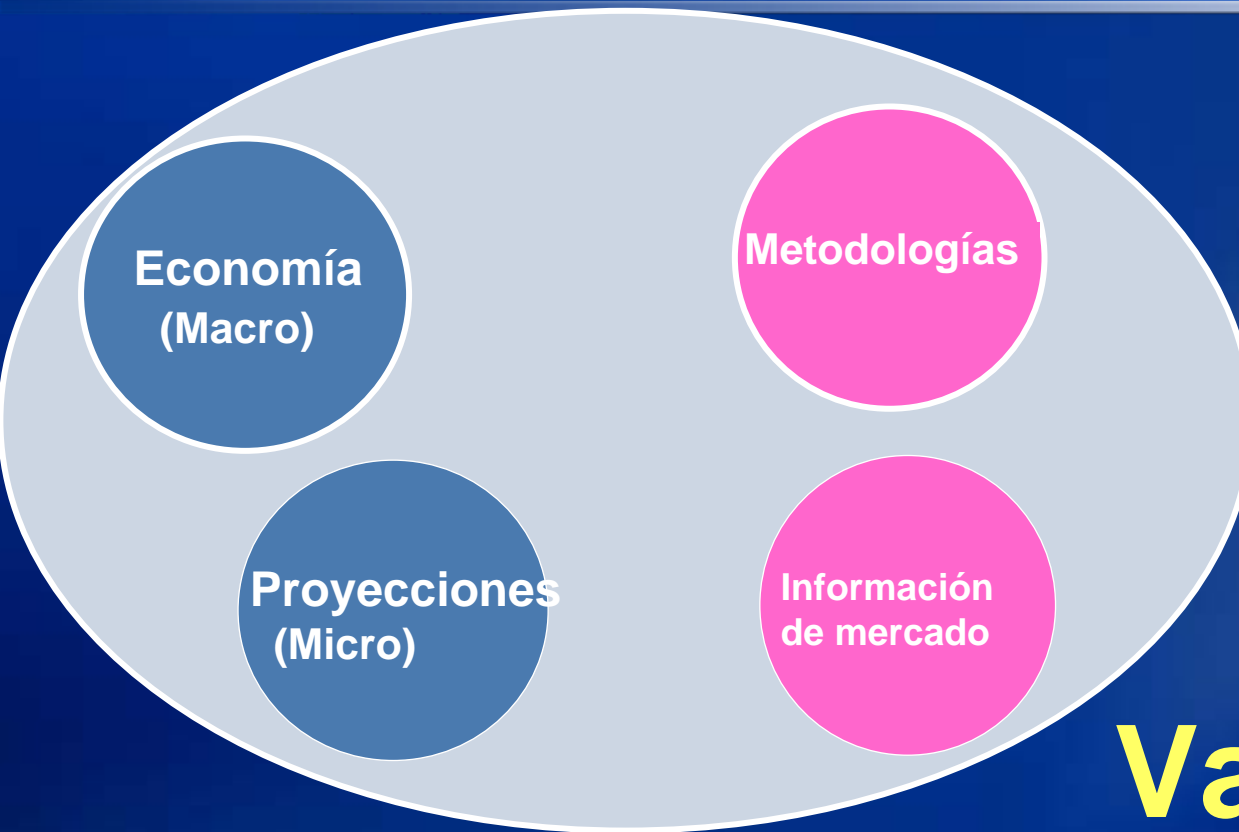 Economía
(Macro)
Metodologías
Proyecciones
(Micro)
Información
de mercado
Va